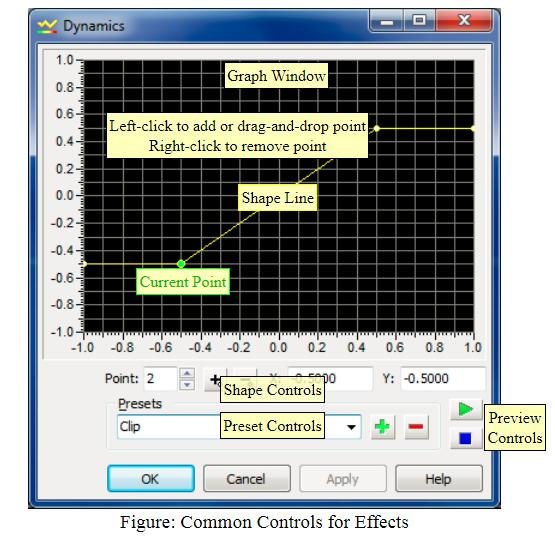 Dynamics
1.0
Graph Window
0.8
0.6
Left-click to add or drag-and-drop point
0.4
Right-click to remove point
0.2
0.0
Shape Line
-0.2
-0.4
-0.6
Current Point
-0.8
-1.0
-1.0 -0.8 -0.6 -0.4 -0.2 0.0 0.2 0.4 0.6 0.8 1.0
Point: 2 X: -0.5000 Y: -0.5000
Shape Controls
Presets
Clip
Preset Controls
Preview
Controls
OK Cancel Apply Help
Figure: Common Controls for Effects